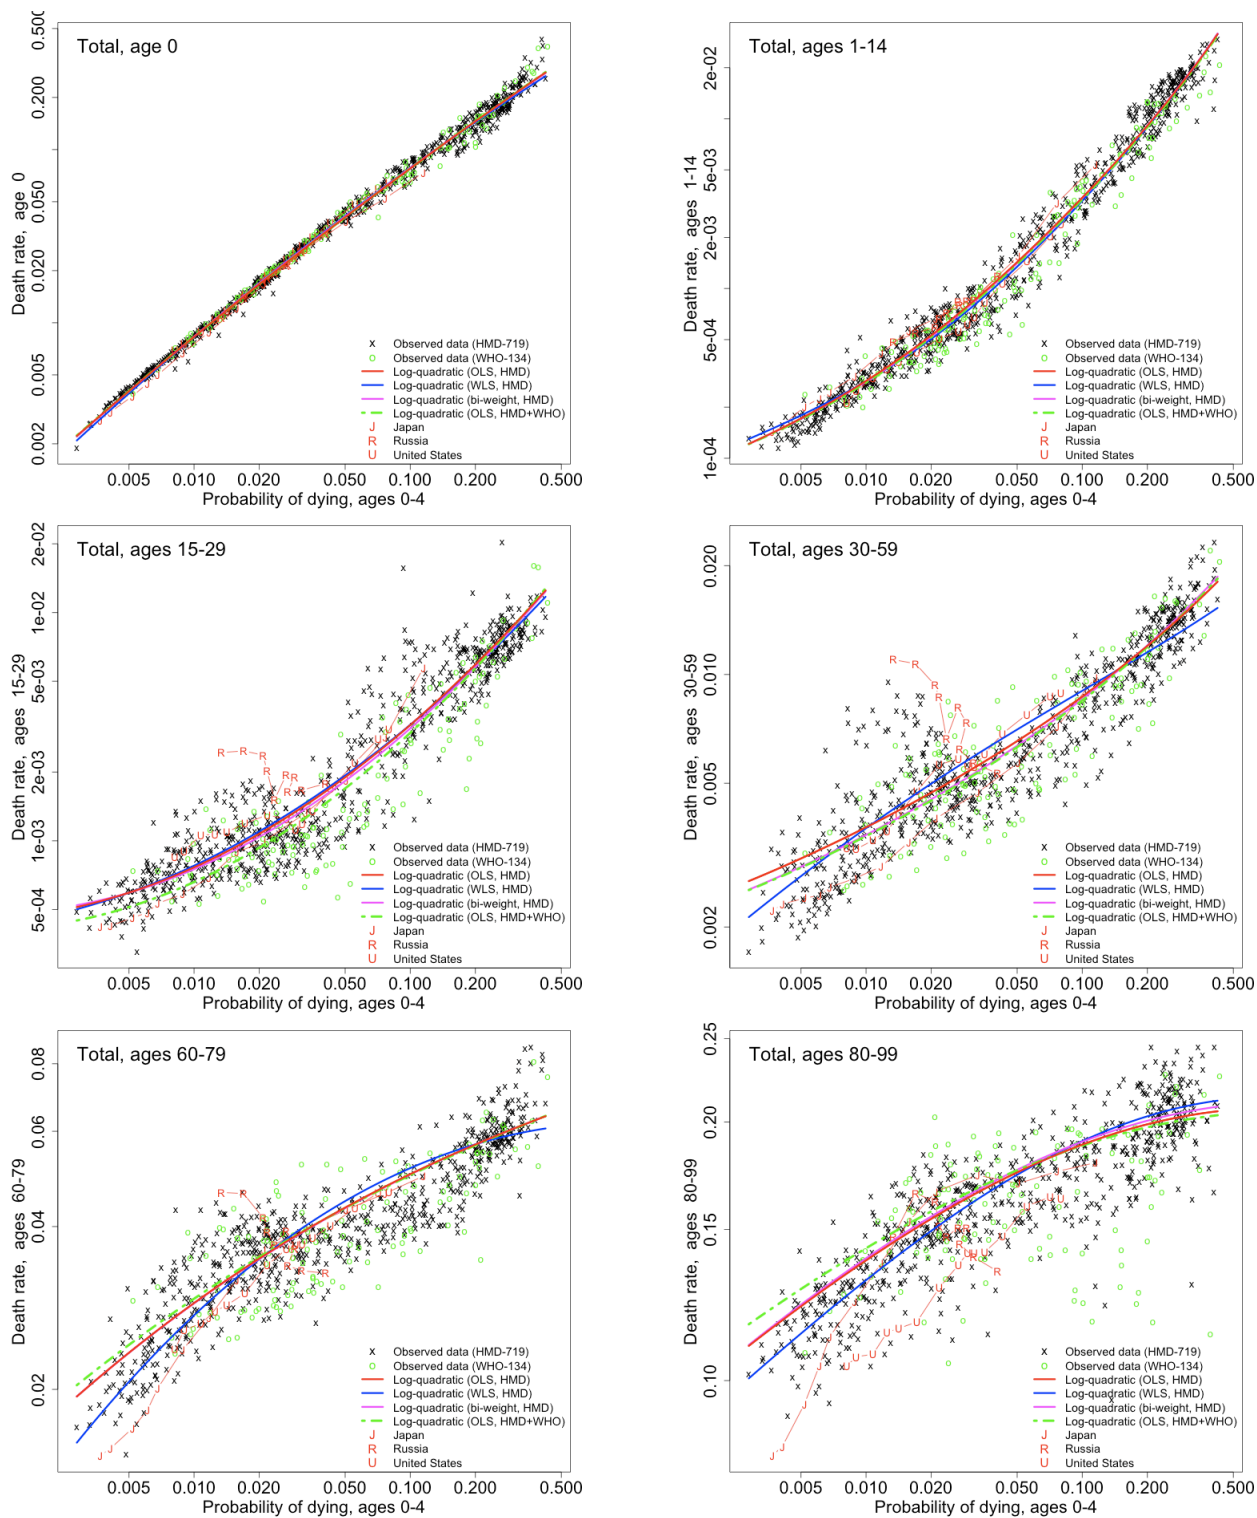 Total, age 0
Death rate, age 0
0.002 0.005 0.020 0.050 0.200 0.500
x Observed data (HMD-719)
o Observed data (WHO-134)
Log-quadratic (OLS, HMD)
Log-quadratic (WLS, HMD)
Log-quadratic (bi-weight, HMD)
Log-quadratic (OLS, HMD+WHO)
J Japan
R Russia
U United States
0.005 0.010 0.020 0.050 0.100 0.200 0.500
Probability of dying, ages 0-4
Total, ages 1-14
Death rate, ages 1-14
1e-04 5e-04 2e-03 5e-03 2e-02
x Observed data (HMD-719)
o Observed data (WHO-134)
Log-quadratic (OLS, HMD)
Log-quadratic (WLS, HMD)
Log-quadratic (bi-weight, HMD)
Log-quadratic (OLS, HMD+WHO)
J Japan
R Russia
U United States
0.005 0.010 0.020 0.050 0.100 0.200 0.500
Probability of dying, ages 0-4
Total, ages 15-29
Death rate, ages 15-29
5e-04 1e-03 2e-03 5e-03 1e-02 2e-02
x Observed data (HMD-719)
o Observed data (WHO-134)
Log-quadratic (OLS, HMD)
Log-quadratic (WLS, HMD)
Log-quadratic (bi-weight, HMD)
Log-quadratic (OLS, HMD+WHO)
J Japan
R Russia
U United States
0.005 0.010 0.020 0.050 0.100 0.200 0.500
Probability of dying, ages 0-4
Total, ages 30-59
Death rate, ages 30-59
0.002 0.005 0.010 0.020
x Observed data (HMD-719)
o Observed data (WHO-134)
Log-quadratic (OLS, HMD)
Log-quadratic (WLS, HMD)
Log-quadratic (bi-weight, HMD)
Log-quadratic (OLS, HMD+WHO)
J Japan
R Russia
U United States
0.005 0.010 0.020 0.050 0.100 0.200 0.500
Probability of dying, ages 0-4
Total, ages 60-79
Death rate, ages 60-79
0.02 0.04 0.06 0.08
x Observed data (HMD-719)
o Observed data (WHO-134)
Log-quadratic (OLS, HMD)
Log-quadratic (WLS, HMD)
Log-quadratic (bi-weight, HMD)
Log-quadratic (OLS, HMD+WHO)
J Japan
R Russia
U United States
0.005 0.010 0.020 0.050 0.100 0.200 0.500
Probability of dying, ages 0-4
Total, ages 80-99
Death rate, ages 80-99
0.10 0.15 0.20 0.25
x Observed data (HMD-719)
o Observed data (WHO-134)
Log-quadratic (OLS, HMD)
Log-quadratic (WLS, HMD)
Log-quadratic (bi-weight, HMD)
Log-quadratic (OLS, HMD+WHO)
J Japan
R Russia
U United States
0.005 0.010 0.020 0.050 0.100 0.200 0.500
Probability of dying, ages 0-4